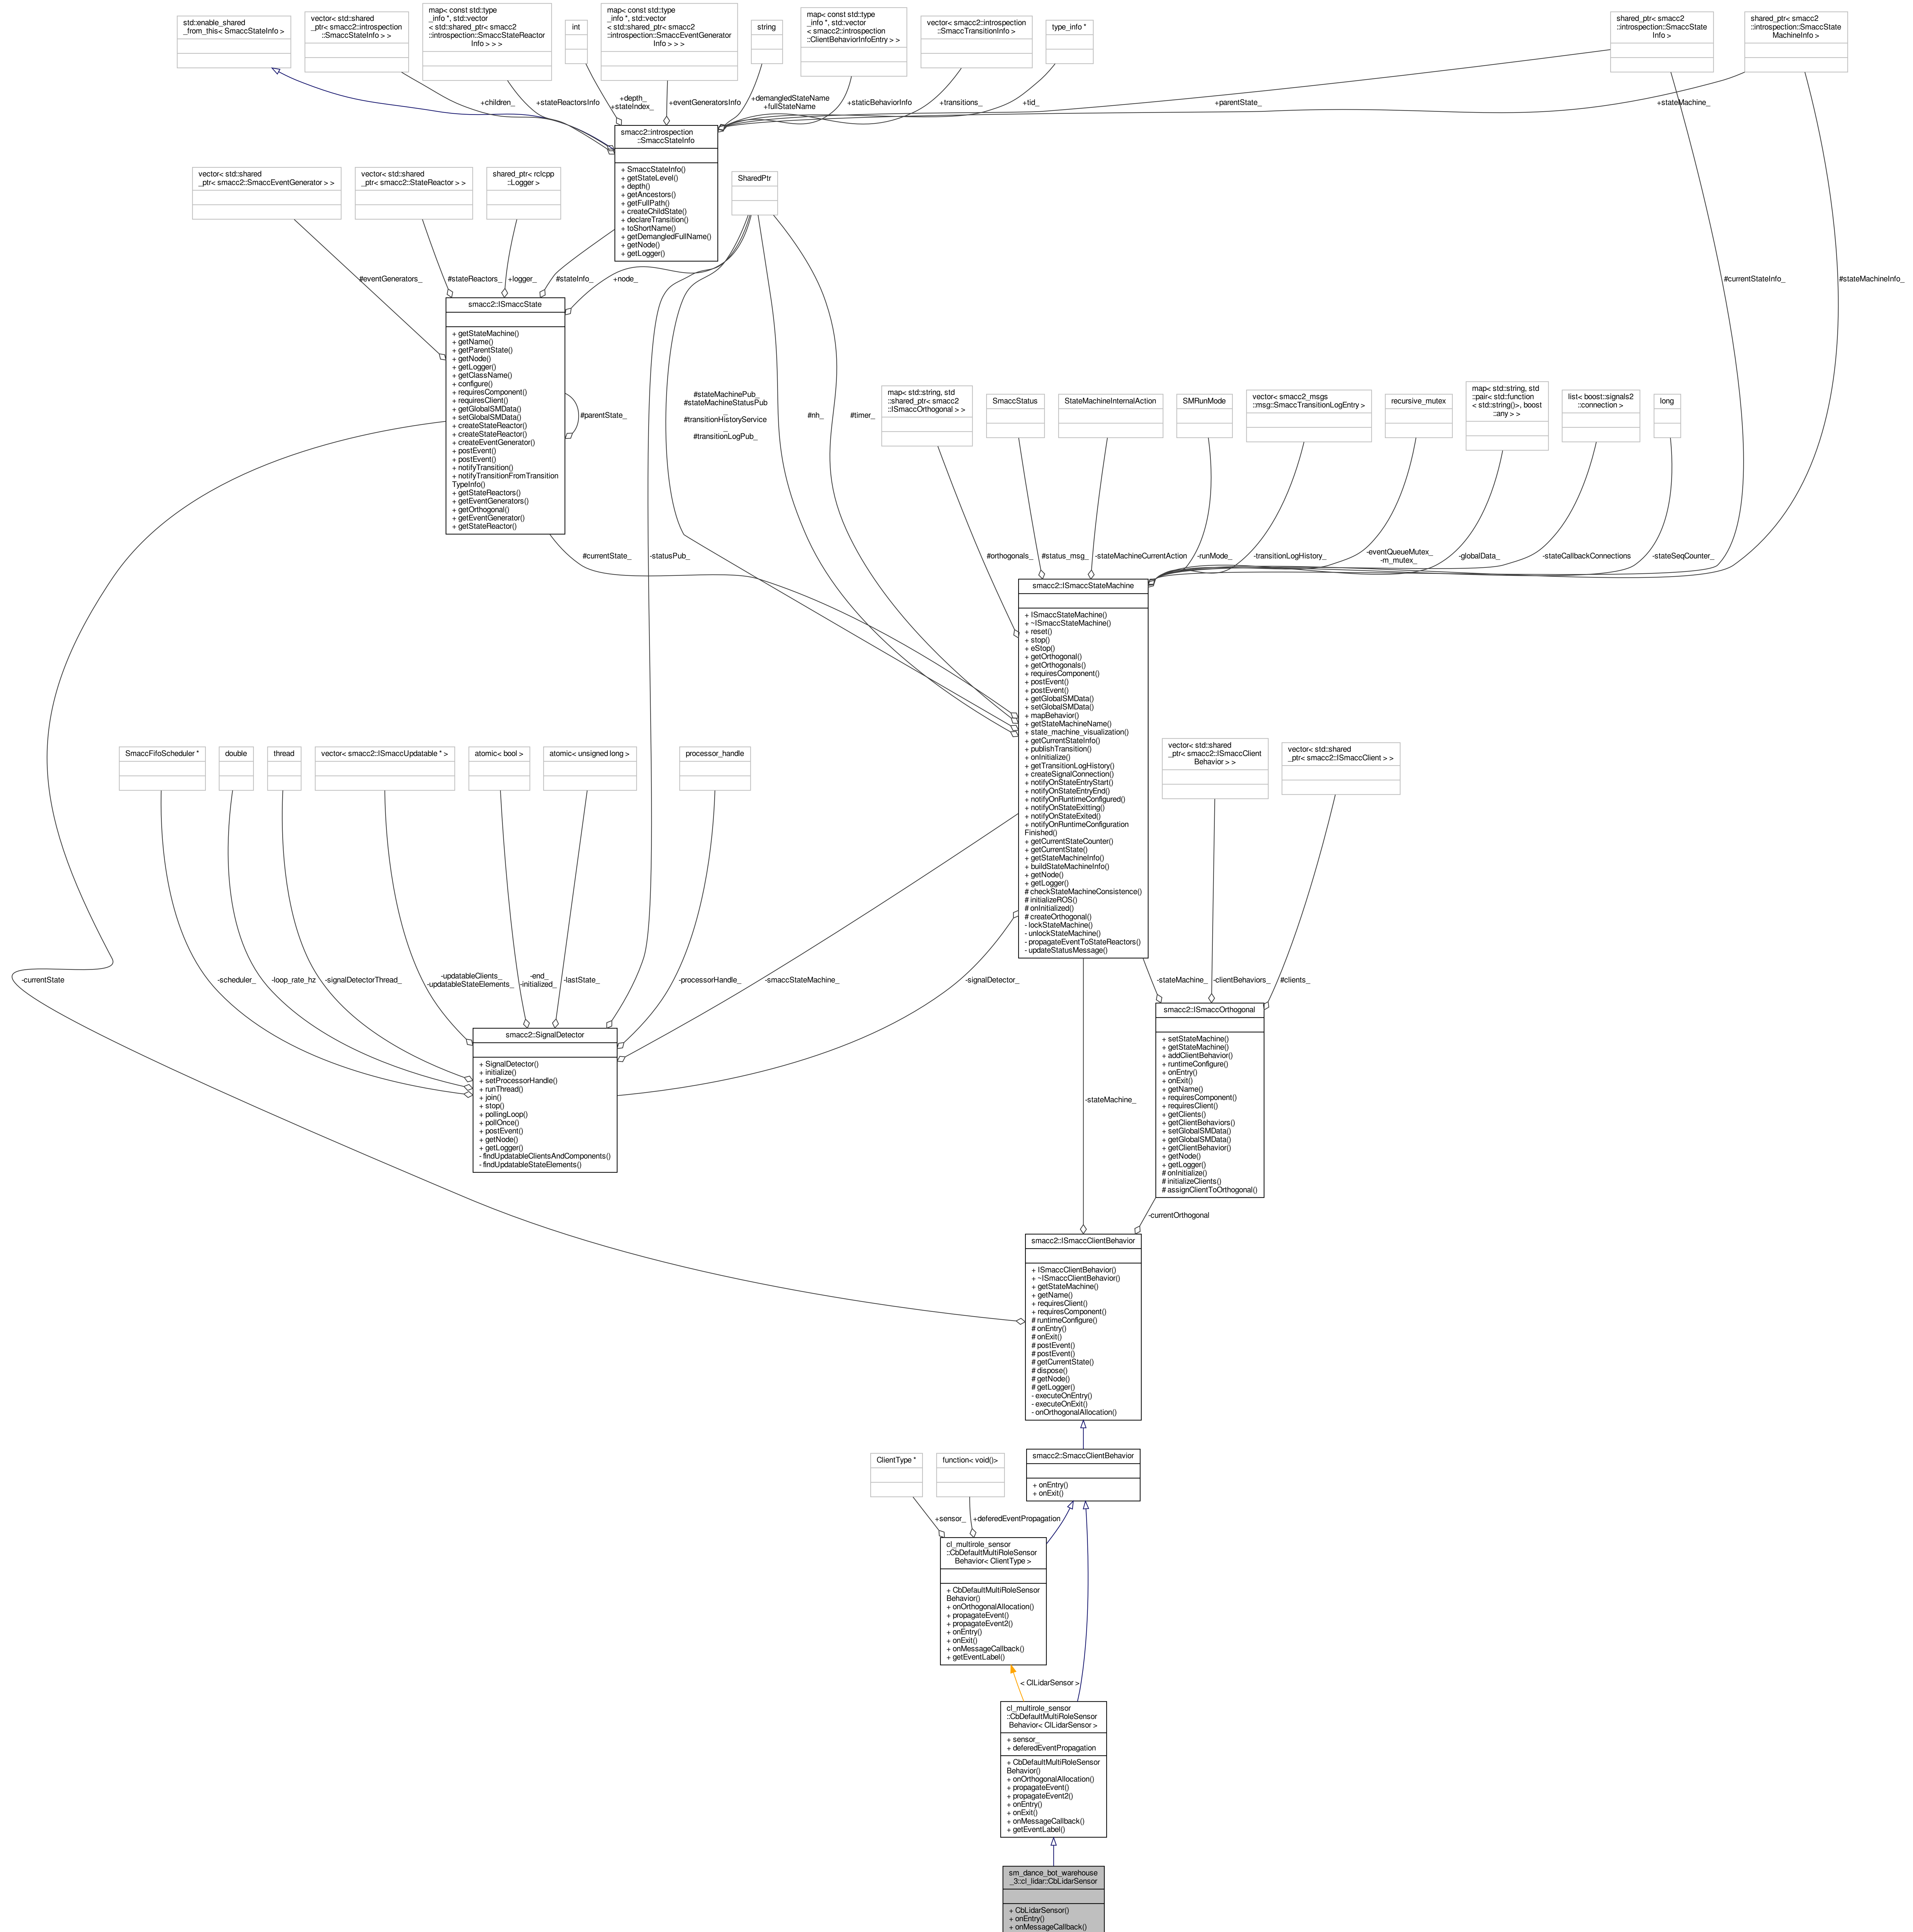 std::enable_shared
_from_this< SmaccStateInfo >
vector< std::shared
_ptr< smacc2::introspection
::SmaccStateInfo > >
map< const std::type
_info *, std::vector
< std::shared_ptr< smacc2
::introspection::SmaccStateReactor
Info > > >
int
map< const std::type
_info *, std::vector
< std::shared_ptr< smacc2
::introspection::SmaccEventGenerator
Info > > >
string
map< const std::type
_info *, std::vector
< smacc2::introspection
::ClientBehaviorInfoEntry > >
vector< smacc2::introspection
::SmaccTransitionInfo >
type_info *
shared_ptr< smacc2
::introspection::SmaccState
Info >
shared_ptr< smacc2
::introspection::SmaccState
MachineInfo >
+children_
+stateReactorsInfo
+depth_
+stateIndex_
+eventGeneratorsInfo
+demangledStateName
+fullStateName
+staticBehaviorInfo
+transitions_
+tid_
+parentState_
+stateMachine_
smacc2::introspection
::SmaccStateInfo
+ SmaccStateInfo()
+ getStateLevel()
+ depth()
+ getAncestors()
+ getFullPath()
+ createChildState()
+ declareTransition()
+ toShortName()
+ getDemangledFullName()
+ getNode()
+ getLogger()
vector< std::shared
_ptr< smacc2::SmaccEventGenerator > >
vector< std::shared
_ptr< smacc2::StateReactor > >
shared_ptr< rclcpp
::Logger >
SharedPtr
#eventGenerators_
#stateReactors_
+logger_
#stateInfo_
+node_
#currentStateInfo_
#stateMachineInfo_
smacc2::ISmaccState
+ getStateMachine()
+ getName()
+ getParentState()
+ getNode()
+ getLogger()
+ getClassName()
+ configure()
+ requiresComponent()
+ requiresClient()
+ getGlobalSMData()
+ setGlobalSMData()
+ createStateReactor()
+ createStateReactor()
+ createEventGenerator()
+ postEvent()
+ postEvent()
+ notifyTransition()
+ notifyTransitionFromTransition
TypeInfo()
+ getStateReactors()
+ getEventGenerators()
+ getOrthogonal()
+ getEventGenerator()
+ getStateReactor()
#parentState_
#stateMachinePub_
#stateMachineStatusPub
_
#transitionHistoryService
_
#transitionLogPub_
#nh_
#timer_
map< std::string, std
::shared_ptr< smacc2
::ISmaccOrthogonal > >
SmaccStatus
StateMachineInternalAction
SMRunMode
vector< smacc2_msgs
::msg::SmaccTransitionLogEntry >
recursive_mutex
map< std::string, std
::pair< std::function
< std::string()>, boost
::any > >
list< boost::signals2
::connection >
long
#currentState_
-statusPub_
#orthogonals_
#status_msg_
-stateMachineCurrentAction
-runMode_
-transitionLogHistory_
-eventQueueMutex_
-m_mutex_
-globalData_
-stateCallbackConnections
-stateSeqCounter_
smacc2::ISmaccStateMachine
+ ISmaccStateMachine()
+ ~ISmaccStateMachine()
+ reset()
+ stop()
+ eStop()
+ getOrthogonal()
+ getOrthogonals()
+ requiresComponent()
+ postEvent()
+ postEvent()
+ getGlobalSMData()
+ setGlobalSMData()
+ mapBehavior()
+ getStateMachineName()
+ state_machine_visualization()
+ getCurrentStateInfo()
+ publishTransition()
+ onInitialize()
+ getTransitionLogHistory()
+ createSignalConnection()
+ notifyOnStateEntryStart()
+ notifyOnStateEntryEnd()
+ notifyOnRuntimeConfigured()
+ notifyOnStateExitting()
+ notifyOnStateExited()
+ notifyOnRuntimeConfiguration
Finished()
+ getCurrentStateCounter()
+ getCurrentState()
+ getStateMachineInfo()
+ buildStateMachineInfo()
+ getNode()
+ getLogger()
# checkStateMachineConsistence()
# initializeROS()
# onInitialized()
# createOrthogonal()
- lockStateMachine()
- unlockStateMachine()
- propagateEventToStateReactors()
- updateStatusMessage()
SmaccFifoScheduler *
double
thread
vector< smacc2::ISmaccUpdatable * >
atomic< bool >
atomic< unsigned long >
processor_handle
vector< std::shared
_ptr< smacc2::ISmaccClient
Behavior > >
vector< std::shared
_ptr< smacc2::ISmaccClient > >
-currentState
-scheduler_
-loop_rate_hz
-signalDetectorThread_
-updatableClients_
-updatableStateElements_
-end_
-initialized_
-lastState_
-processorHandle_
-smaccStateMachine_
-signalDetector_
-stateMachine_
-clientBehaviors_
#clients_
smacc2::SignalDetector
+ SignalDetector()
+ initialize()
+ setProcessorHandle()
+ runThread()
+ join()
+ stop()
+ pollingLoop()
+ pollOnce()
+ postEvent()
+ getNode()
+ getLogger()
- findUpdatableClientsAndComponents()
- findUpdatableStateElements()
smacc2::ISmaccOrthogonal
+ setStateMachine()
+ getStateMachine()
+ addClientBehavior()
+ runtimeConfigure()
+ onEntry()
+ onExit()
+ getName()
+ requiresComponent()
+ requiresClient()
+ getClients()
+ getClientBehaviors()
+ setGlobalSMData()
+ getGlobalSMData()
+ getClientBehavior()
+ getNode()
+ getLogger()
# onInitialize()
# initializeClients()
# assignClientToOrthogonal()
-stateMachine_
-currentOrthogonal
smacc2::ISmaccClientBehavior
+ ISmaccClientBehavior()
+ ~ISmaccClientBehavior()
+ getStateMachine()
+ getName()
+ requiresClient()
+ requiresComponent()
# runtimeConfigure()
# onEntry()
# onExit()
# postEvent()
# postEvent()
# getCurrentState()
# dispose()
# getNode()
# getLogger()
- executeOnEntry()
- executeOnExit()
- onOrthogonalAllocation()
ClientType *
function< void()>
smacc2::SmaccClientBehavior
+ onEntry()
+ onExit()
+sensor_
+deferedEventPropagation
cl_multirole_sensor
::CbDefaultMultiRoleSensor
Behavior< ClientType >
+ CbDefaultMultiRoleSensor
Behavior()
+ onOrthogonalAllocation()
+ propagateEvent()
+ propagateEvent2()
+ onEntry()
+ onExit()
+ onMessageCallback()
+ getEventLabel()
< ClLidarSensor >
cl_multirole_sensor
::CbDefaultMultiRoleSensor
Behavior< ClLidarSensor >
+ sensor_
+ deferedEventPropagation
+ CbDefaultMultiRoleSensor
Behavior()
+ onOrthogonalAllocation()
+ propagateEvent()
+ propagateEvent2()
+ onEntry()
+ onExit()
+ onMessageCallback()
+ getEventLabel()
sm_dance_bot_warehouse
_3::cl_lidar::CbLidarSensor
+ CbLidarSensor()
+ onEntry()
+ onMessageCallback()